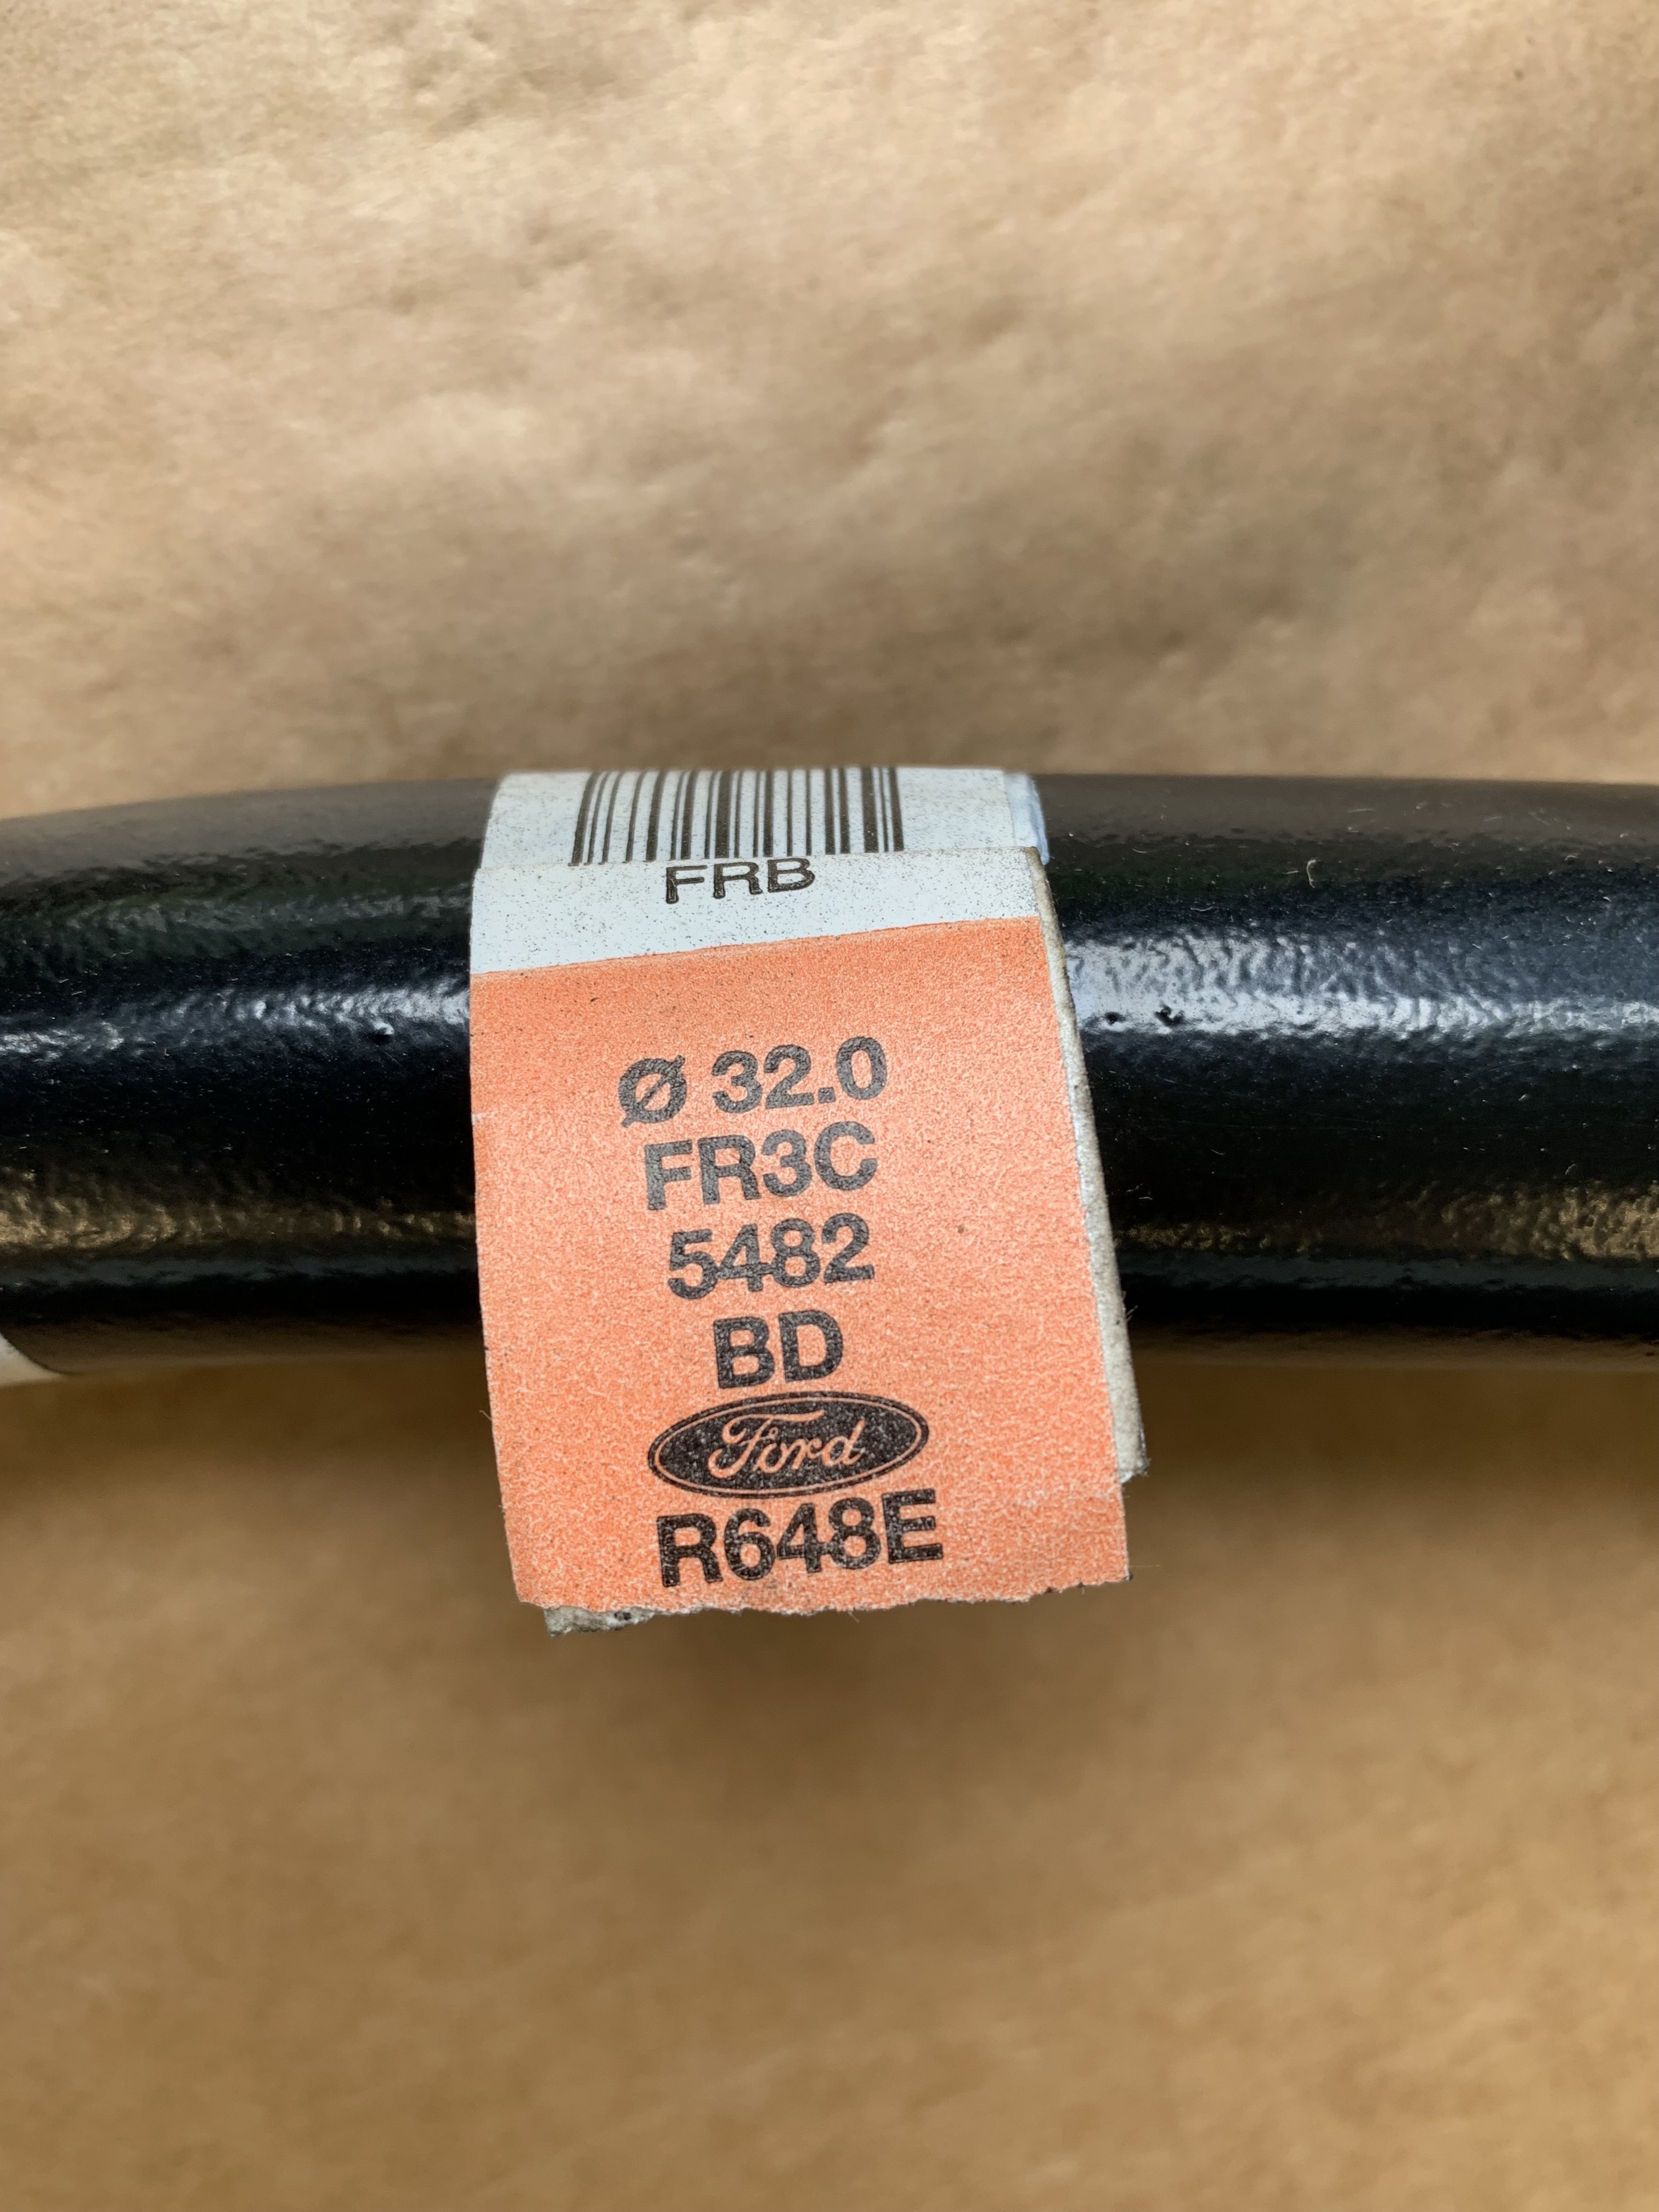 FRB
Ø 32.0
FR3C
5482
BD
Ford
R648E